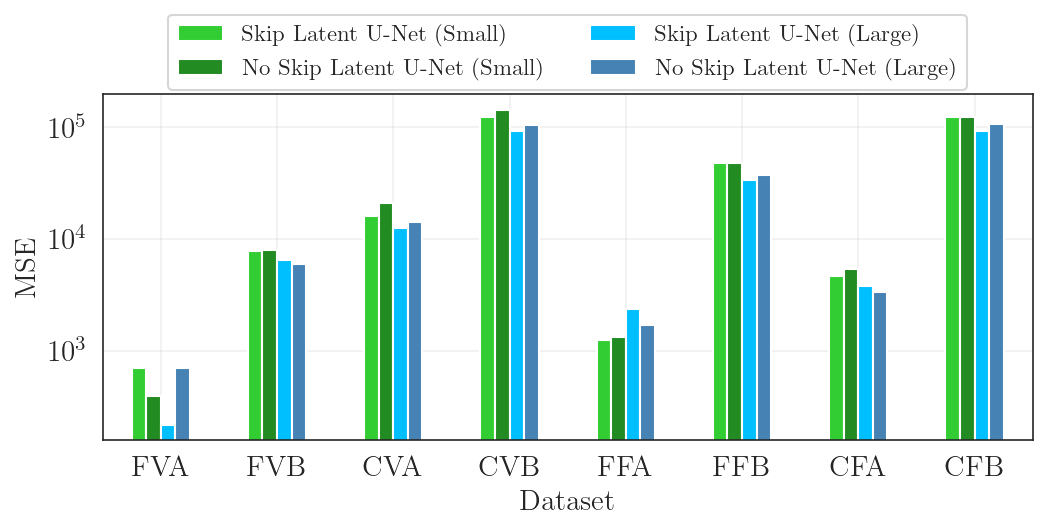 Skip Latent U-Net (Small)
No Skip Latent U-Net (Small)
Skip Latent U-Net (Large)
No Skip Latent U-Net (Large)
MSE
10^5
10^4
10^3
FVA FVB CVA CVB FFA FFB CFA CFB
Dataset